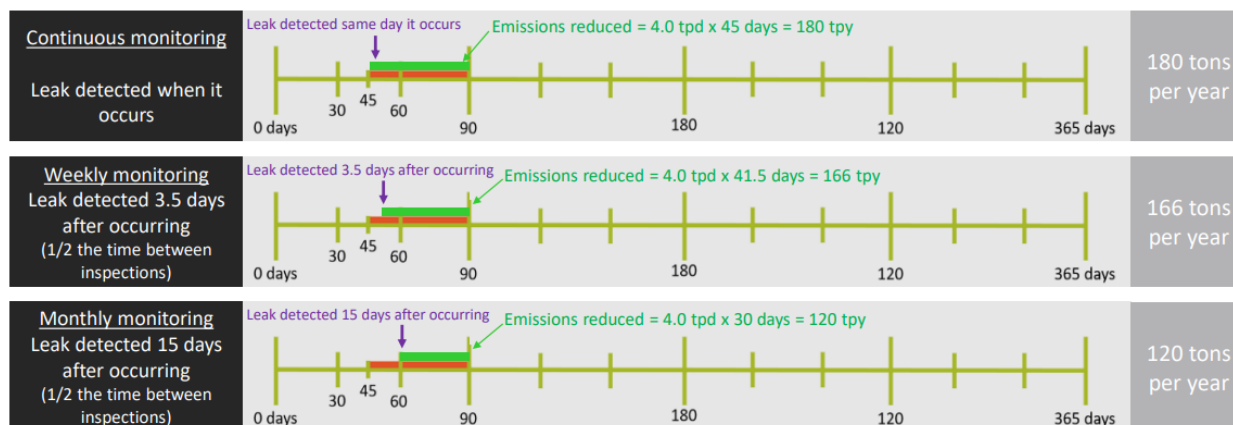 Continuous monitoring
Leak detected when it
occurs
Leak detected same day it occurs
Emissions reduced = 4.0 tpd x 45 days = 180 tpy
0 days
30
45
60
90
180
120
365 days
180 tons
per year
Weekly monitoring
Leak detected 3.5 days
after occurring
(1/2 the time between
inspections)
Leak detected 3.5 days after occurring
Emissions reduced = 4.0 tpd x 41.5 days = 166 tpy
0 days
30
45
60
90
180
120
365 days
166 tons
per year
Monthly monitoring
Leak detected 15 days
after occurring
(1/2 the time between
inspections)
Leak detected 15 days after occurring
Emissions reduced = 4.0 tpd x 30 days = 120 tpy
0 days
30
45
60
90
180
120
365 days
120 tons
per year